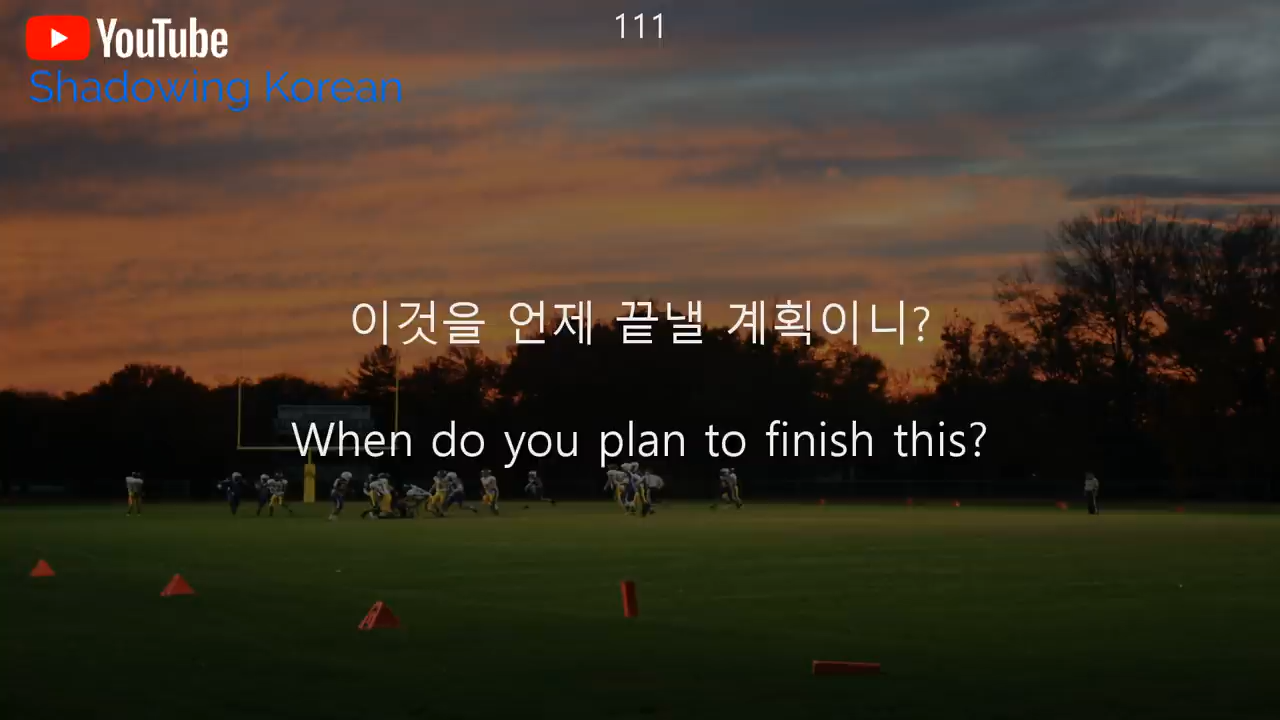 111
YouTube
Shadowing Korean
이것을 언제 끝낼 계획이니?
When do you plan to finish this?